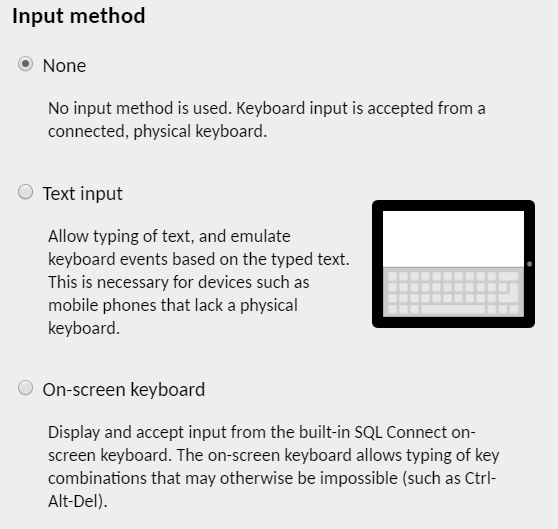 Input method
None
No input method is used. Keyboard input is accepted from a
connected, physical keyboard.
Text input
Allow typing of text, and emulate
keyboard events based on the typed text.
This is necessary for devices such as
mobile phones that lack a physical
keyboard.
On-screen keyboard
Display and accept input from the built-in SQL Connect on-
screen keyboard. The on-screen keyboard allows typing of key
combinations that may otherwise be impossible (such as Ctrl-
Alt-Del).